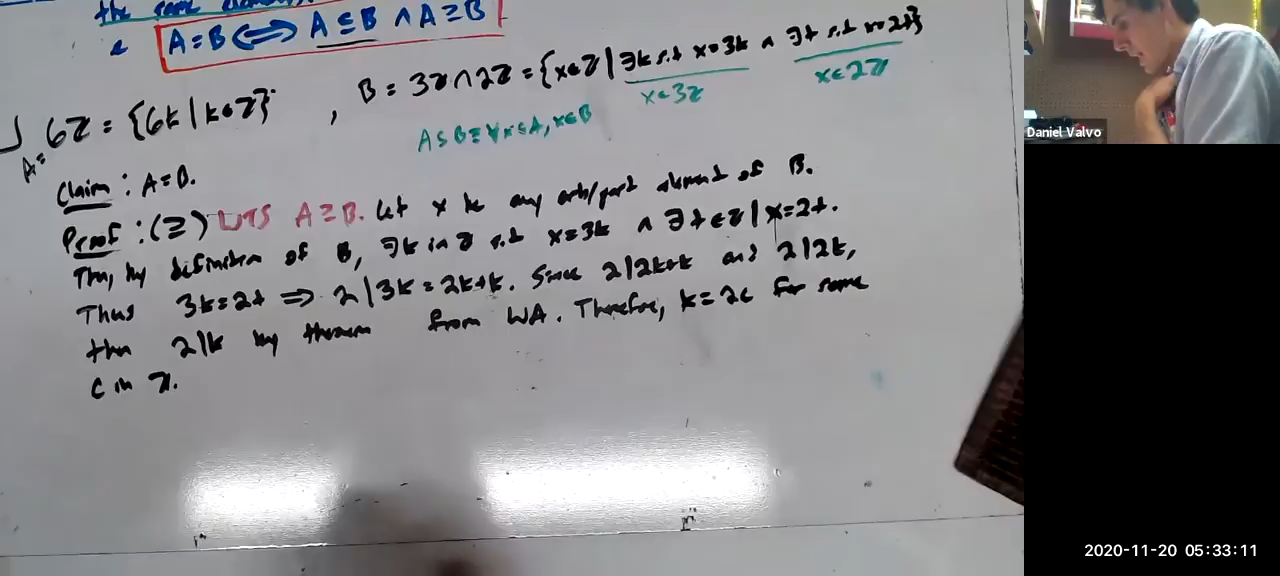 the same elements
A=B ⟺ A⊆B ∧ A⊇B
A= 6ℤ = {6k | k∈ℤ}, B = 3ℤ∩2ℤ = {x∈ℤ | ∃k s.t x=3k ∧ ∃t s.t x=2t}
x∈3ℤ x∈2ℤ
A⊆B ≡ ∀x∈A, x∈B
Claim: A=B.
Proof: (⊇) WTS A⊇B. Let x be any arb/part element of B.
Then, by definition of B, ∃k in ℤ s.t x=3k ∧ ∃t∈ℤ | x=2t.
Thus 3k=2t ⟹ 2|3k=2k+k. Since 2|2k+k and 2|2k,
then 2|k by theorem from WA. Therefore, k=2c for some
c in ℤ.
Daniel Valvo
2020-11-20 05:33:11